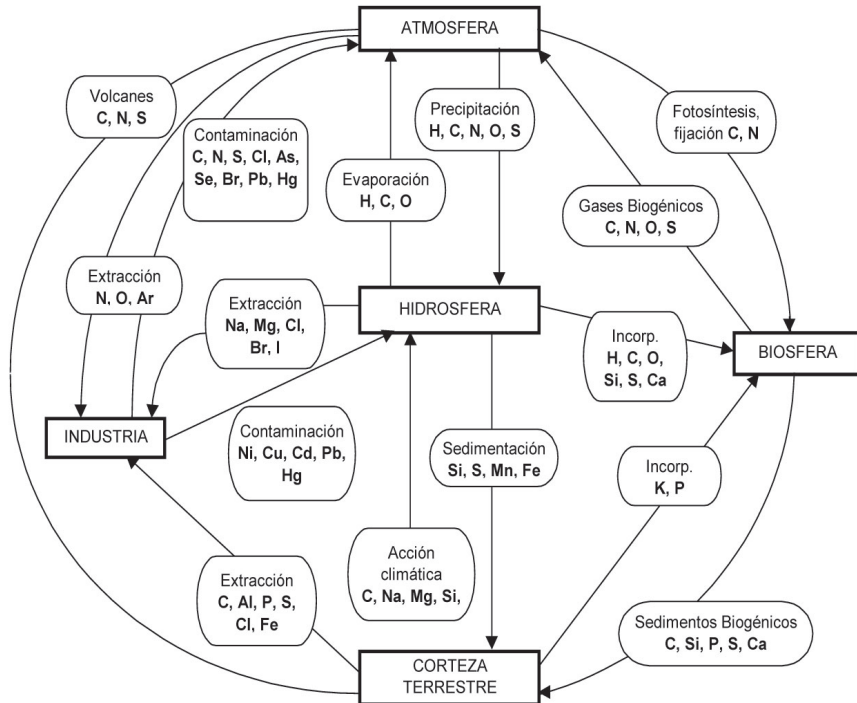 ATMOSFERA
Volcanes
C, N, S
Contaminación
C, N, S, Cl, As,
Se, Br, Pb, Hg
Precipitación
H, C, N, O, S
Fotosíntesis,
fijación C, N
Evaporación
H, C, O
Gases Biogénicos
C, N, O, S
Extracción
N, O, Ar
Extracción
Na, Mg, Cl,
Br, I
HIDROSFERA
Incorp.
H, C, O,
Si, S, Ca
BIOSFERA
INDUSTRIA
Contaminación
Ni, Cu, Cd, Pb,
Hg
Sedimentación
Si, S, Mn, Fe
Incorp.
K, P
Extracción
C, Al, P, S,
Cl, Fe
Acción
climática
C, Na, Mg, Si,
Sedimentos Biogénicos
C, Si, P, S, Ca
CORTEZA
TERRESTRE